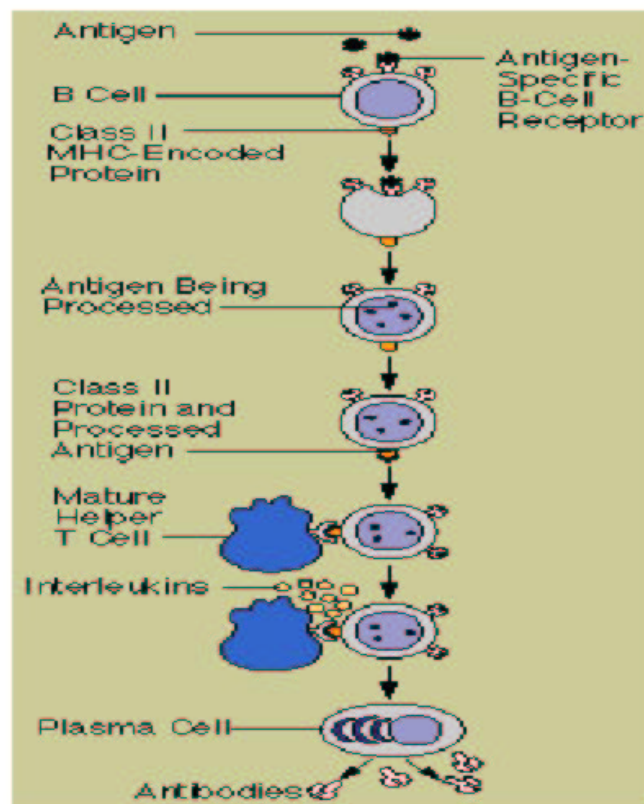 Antigen
Antigen-
Specific
B-Cell
Receptor
B Cell
Class II
MHC-Encoded
Protein
Antigen Being
Processed
Class II
Protein and
Processed
Antigen
Mature
Helper
T Cell
Interleukins
Plasma Cell
Antibodies